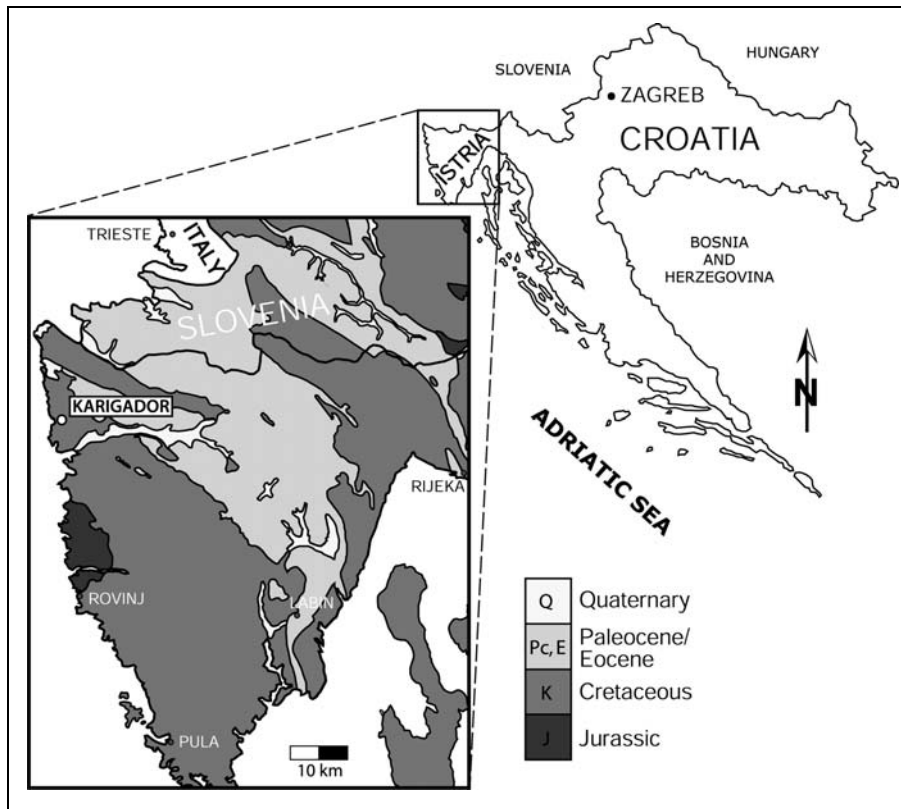 SLOVENIA
HUNGARY
ZAGREB
CROATIA
ISTRIA
BOSNIA
AND
HERZEGOVINA
ADRIATIC SEA
N
TRIESTE
ITALY
SLOVENIA
KARIGADOR
RIJEKA
ROVINJ
LABIN
PULA
10 km
Q Quaternary
Pc, E Paleocene/
Eocene
K Cretaceous
J Jurassic